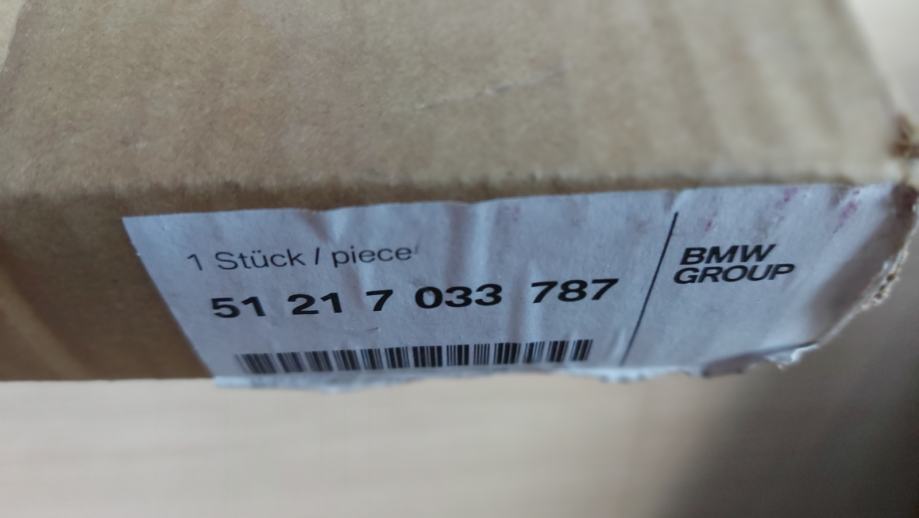 1 Stück / piece
51 21 7 033 787
BMW
GROUP